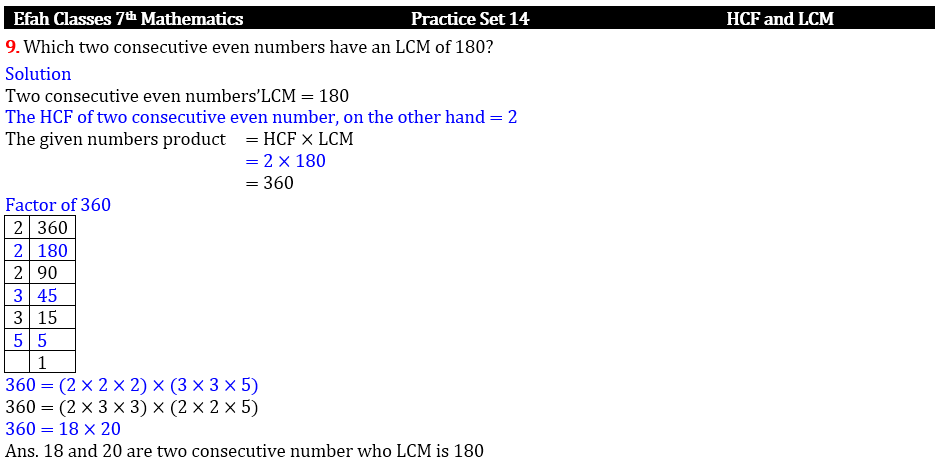 Efah Classes 7th Mathematics Practice Set 14 HCF and LCM
9. Which two consecutive even numbers have an LCM of 180?
Solution
Two consecutive even numbers'LCM = 180
The HCF of two consecutive even number, on the other hand = 2
The given numbers product = HCF × LCM
= 2 × 180
= 360
Factor of 360
2 360
2 180
2 90
3 45
3 15
5 5
1
360 = (2 × 2 × 2) × (3 × 3 × 5)
360 = (2 × 3 × 3) × (2 × 2 × 5)
360 = 18 × 20
Ans. 18 and 20 are two consecutive number who LCM is 180